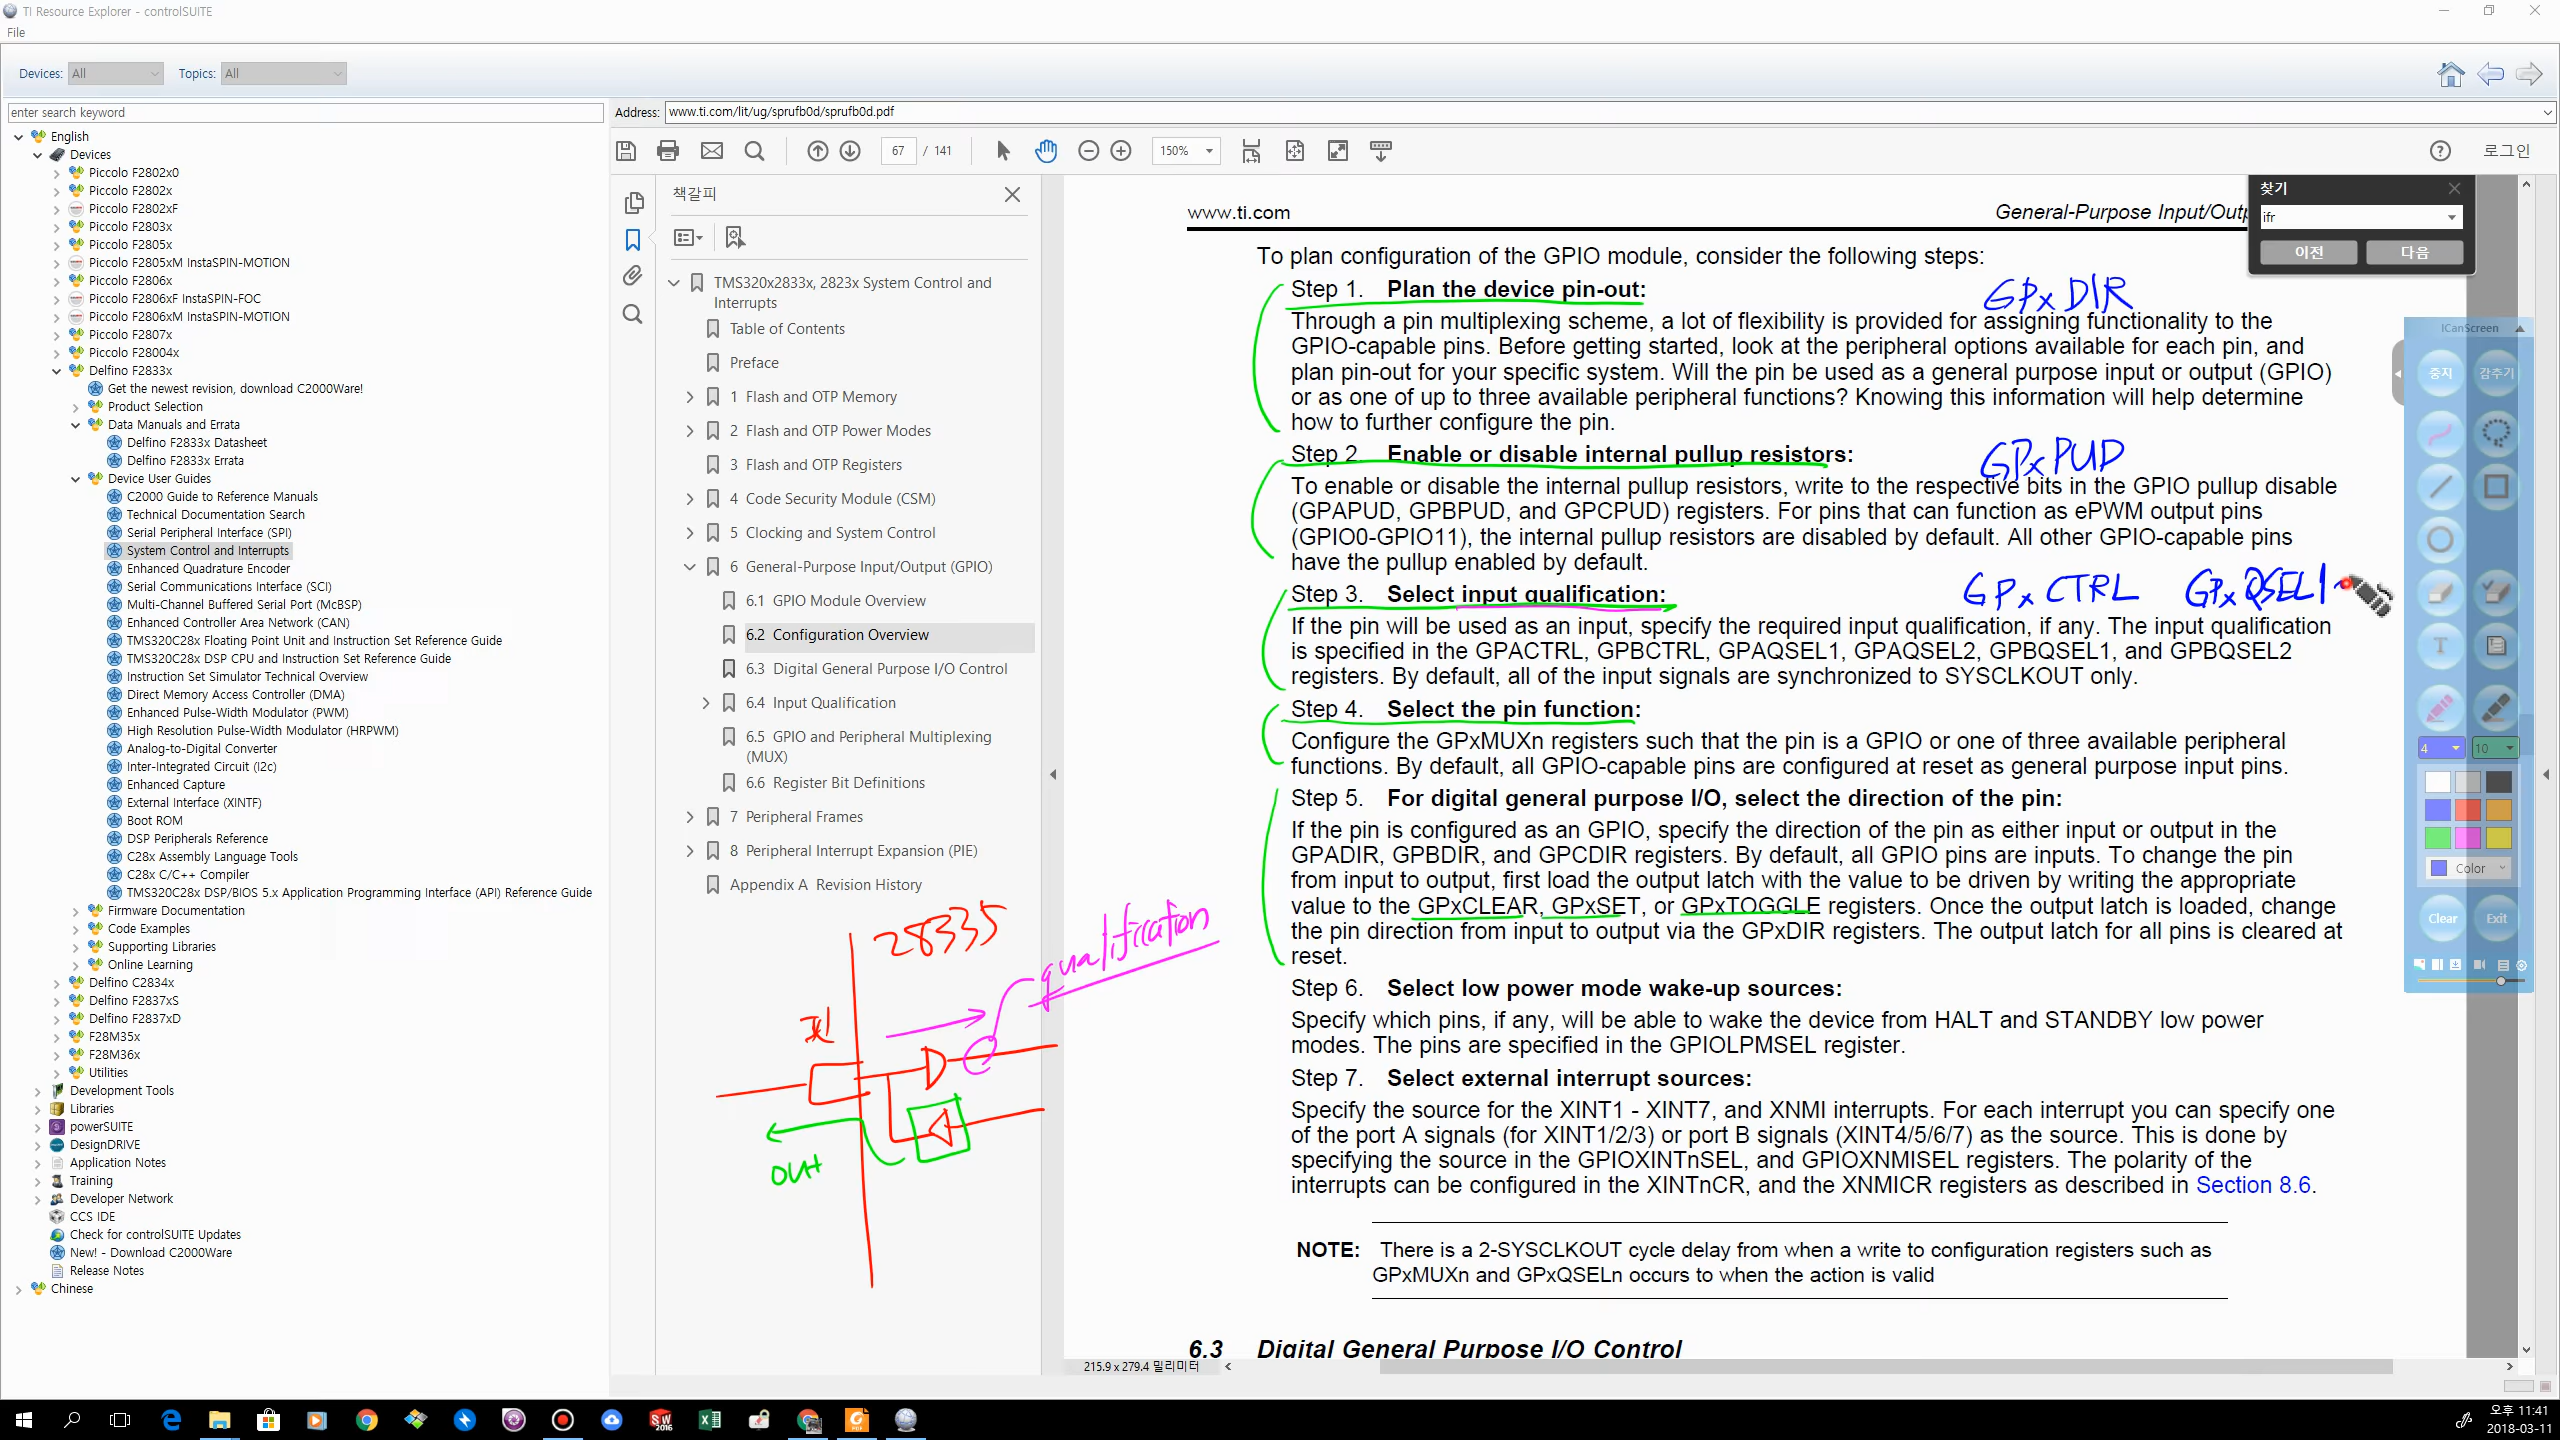 TI Resource Explorer - controlSUITE
File
Devices: All Topics: All
enter search keyword
Address: www.ti.com/lit/ug/sprufb0d/sprufb0d.pdf
67 / 141 150% 로그인
English
Devices
Piccolo F2802x0
Piccolo F2802x
Piccolo F2802xF
Piccolo F2803x
Piccolo F2805x
Piccolo F2805xM InstaSPIN-MOTION
Piccolo F2806x
Piccolo F2806xF InstaSPIN-FOC
Piccolo F2806xM InstaSPIN-MOTION
Piccolo F2807x
Piccolo F28004x
Delfino F2833x
Get the newest revision, download C2000Ware!
Product Selection
Data Manuals and Errata
Delfino F2833x Datasheet
Delfino F2833x Errata
Device User Guides
C2000 Guide to Reference Manuals
Technical Documentation Search
Serial Peripheral Interface (SPI)
System Control and Interrupts
Enhanced Quadrature Encoder
Serial Communications Interface (SCI)
Multi-Channel Buffered Serial Port (McBSP)
Enhanced Controller Area Network (CAN)
TMS320C28x Floating Point Unit and Instruction Set Reference Guide
TMS320C28x DSP CPU and Instruction Set Reference Guide
Instruction Set Simulator Technical Overview
Direct Memory Access Controller (DMA)
Enhanced Pulse-Width Modulator (PWM)
High Resolution Pulse-Width Modulator (HRPWM)
Analog-to-Digital Converter
Inter-Integrated Circuit (I2c)
Enhanced Capture
External Interface (XINTF)
Boot ROM
DSP Peripherals Reference
C28x Assembly Language Tools
C28x C/C++ Compiler
TMS320C28x DSP/BIOS 5.x Application Programming Interface (API) Reference Guide
Firmware Documentation
Code Examples
Supporting Libraries
Online Learning
Delfino C2834x
Delfino F2837xS
Delfino F2837xD
F28M35x
F28M36x
Utilities
Development Tools
Libraries
powerSUITE
DesignDRIVE
Application Notes
Training
Developer Network
CCS IDE
Check for controlSUITE Updates
New! - Download C2000Ware
Release Notes
Chinese
책갈피
TMS320x2833x, 2823x System Control and
Interrupts
Table of Contents
Preface
1 Flash and OTP Memory
2 Flash and OTP Power Modes
3 Flash and OTP Registers
4 Code Security Module (CSM)
5 Clocking and System Control
6 General-Purpose Input/Output (GPIO)
6.1 GPIO Module Overview
6.2 Configuration Overview
6.3 Digital General Purpose I/O Control
6.4 Input Qualification
6.5 GPIO and Peripheral Multiplexing
(MUX)
6.6 Register Bit Definitions
7 Peripheral Frames
8 Peripheral Interrupt Expansion (PIE)
Appendix A Revision History
28335
qualification
핀
out
www.ti.com General-Purpose Input/Outp
To plan configuration of the GPIO module, consider the following steps:
Step 1. Plan the device pin-out:
GPxDIR
Through a pin multiplexing scheme, a lot of flexibility is provided for assigning functionality to the
GPIO-capable pins. Before getting started, look at the peripheral options available for each pin, and
plan pin-out for your specific system. Will the pin be used as a general purpose input or output (GPIO)
or as one of up to three available peripheral functions? Knowing this information will help determine
how to further configure the pin.
Step 2. Enable or disable internal pullup resistors:
GPxPUD
To enable or disable the internal pullup resistors, write to the respective bits in the GPIO pullup disable
(GPAPUD, GPBPUD, and GPCPUD) registers. For pins that can function as ePWM output pins
(GPIO0-GPIO11), the internal pullup resistors are disabled by default. All other GPIO-capable pins
have the pullup enabled by default.
Step 3. Select input qualification:
GPxCTRL GPxQSEL1
If the pin will be used as an input, specify the required input qualification, if any. The input qualification
is specified in the GPACTRL, GPBCTRL, GPAQSEL1, GPAQSEL2, GPBQSEL1, and GPBQSEL2
registers. By default, all of the input signals are synchronized to SYSCLKOUT only.
Step 4. Select the pin function:
Configure the GPxMUXn registers such that the pin is a GPIO or one of three available peripheral
functions. By default, all GPIO-capable pins are configured at reset as general purpose input pins.
Step 5. For digital general purpose I/O, select the direction of the pin:
If the pin is configured as an GPIO, specify the direction of the pin as either input or output in the
GPADIR, GPBDIR, and GPCDIR registers. By default, all GPIO pins are inputs. To change the pin
from input to output, first load the output latch with the value to be driven by writing the appropriate
value to the GPxCLEAR, GPxSET, or GPxTOGGLE registers. Once the output latch is loaded, change
the pin direction from input to output via the GPxDIR registers. The output latch for all pins is cleared at
reset.
Step 6. Select low power mode wake-up sources:
Specify which pins, if any, will be able to wake the device from HALT and STANDBY low power
modes. The pins are specified in the GPIOLPMSEL register.
Step 7. Select external interrupt sources:
Specify the source for the XINT1 - XINT7, and XNMI interrupts. For each interrupt you can specify one
of the port A signals (for XINT1/2/3) or port B signals (XINT4/5/6/7) as the source. This is done by
specifying the source in the GPIOXINTnSEL, and GPIOXNMISEL registers. The polarity of the
interrupts can be configured in the XINTnCR, and the XNMICR registers as described in Section 8.6.
NOTE: There is a 2-SYSCLKOUT cycle delay from when a write to configuration registers such as
GPxMUXn and GPxQSELn occurs to when the action is valid
6.3 Digital General Purpose I/O Control
215.9 x 279.4 밀리미터
찾기
ifr
이전 다음
ICanScreen
중지 감추기
T
4 10
Color
Clear Exit
오후 11:41
2018-03-11